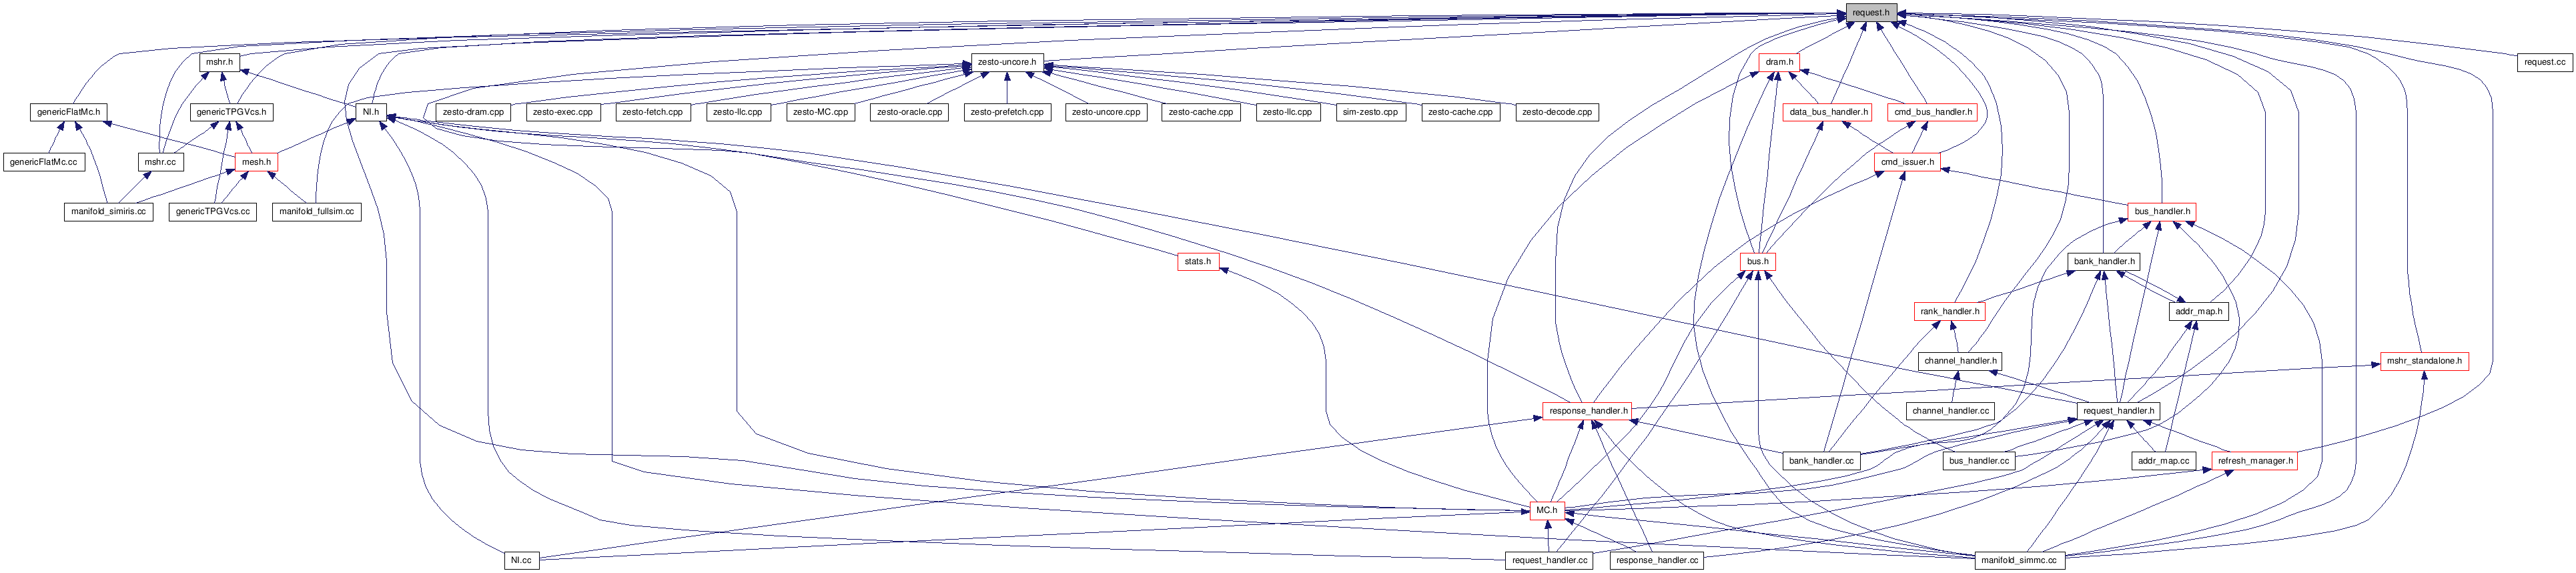 request.h
mshr.h
zesto-uncore.h
dram.h
request.cc
genericFlatMc.h
genericTPGVcs.h
NI.h
zesto-dram.cpp
zesto-exec.cpp
zesto-fetch.cpp
zesto-llc.cpp
zesto-MC.cpp
zesto-oracle.cpp
zesto-prefetch.cpp
zesto-uncore.cpp
zesto-cache.cpp
zesto-llc.cpp
sim-zesto.cpp
zesto-cache.cpp
zesto-decode.cpp
data_bus_handler.h
cmd_bus_handler.h
genericFlatMc.cc
mshr.cc
mesh.h
cmd_issuer.h
manifold_simiris.cc
genericTPGVcs.cc
manifold_fullsim.cc
bus_handler.h
stats.h
bus.h
bank_handler.h
rank_handler.h
addr_map.h
channel_handler.h
mshr_standalone.h
response_handler.h
channel_handler.cc
request_handler.h
bank_handler.cc
bus_handler.cc
addr_map.cc
refresh_manager.h
MC.h
NI.cc
request_handler.cc
response_handler.cc
manifold_simmc.cc